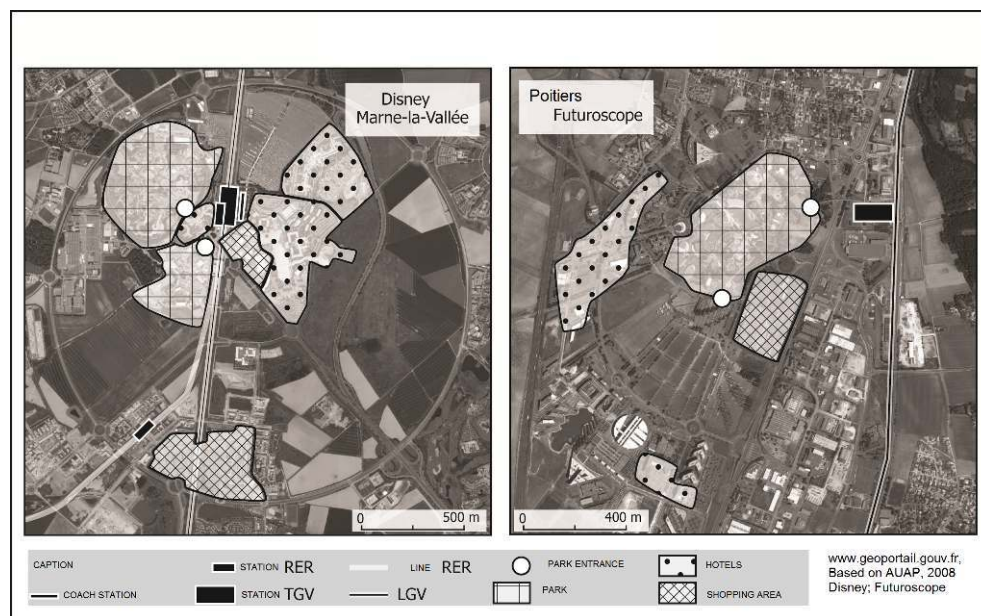 Disney
Marne-la-Vallée
Poitiers
Futuroscope
0 500 m
0 400 m
CAPTION
STATION RER
LINE RER
PARK ENTRANCE
HOTELS
COACH STATION
STATION TGV
LGV
PARK
SHOPPING AREA
www.geoportail.gouv.fr,
Based on AUAP, 2008
Disney; Futuroscope